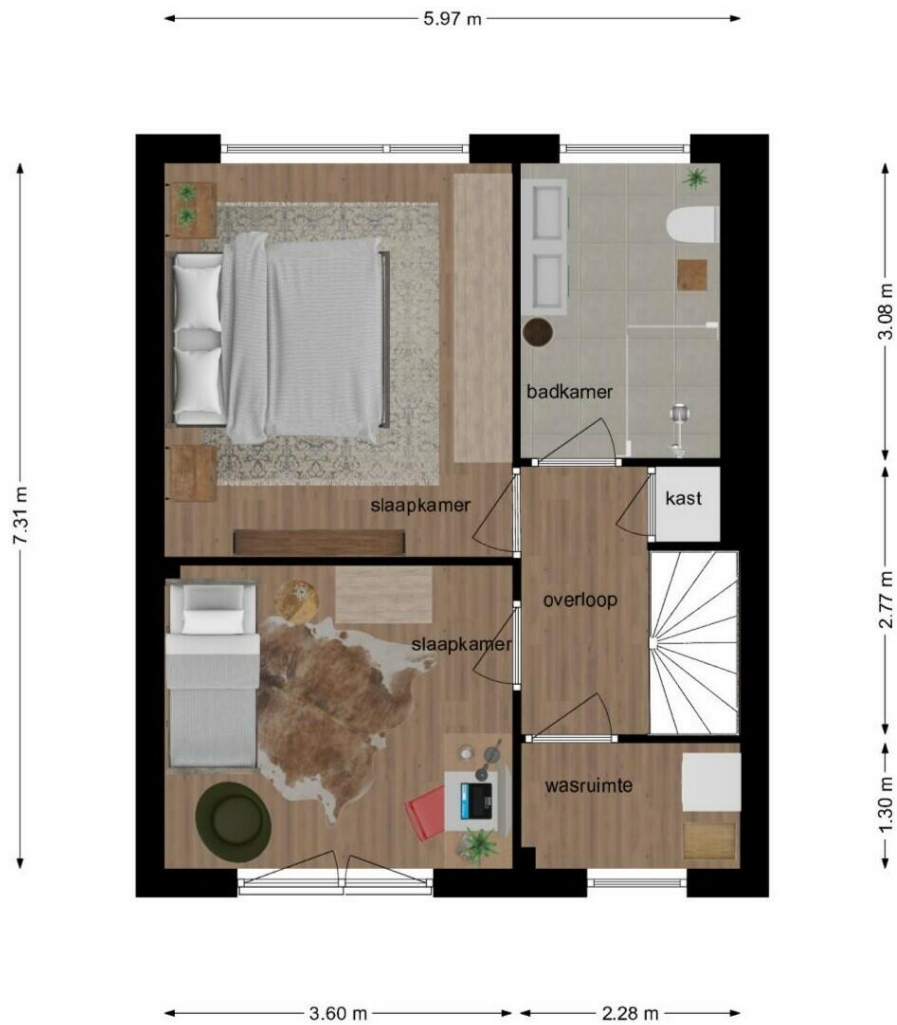 5.97 m
3.08 m
badkamer
slaapkamer
kast
7.31 m
overloop
2.77 m
slaapkamer
wasruimte
1.30 m
3.60 m
2.28 m